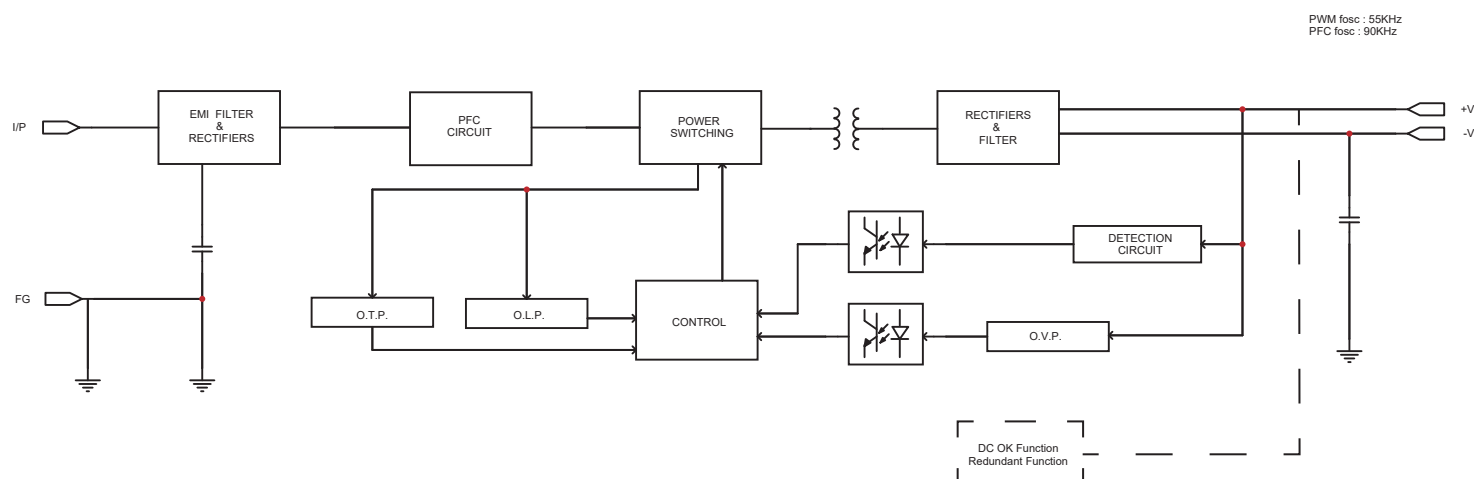 PWM fosc : 55KHz
PFC fosc : 90KHz
I/P
EMI FILTER
&
RECTIFIERS
PFC
CIRCUIT
POWER
SWITCHING
RECTIFIERS
&
FILTER
+V
-V
DETECTION
CIRCUIT
FG
O.T.P.
O.L.P.
CONTROL
O.V.P.
DC OK Function
Redundant Function